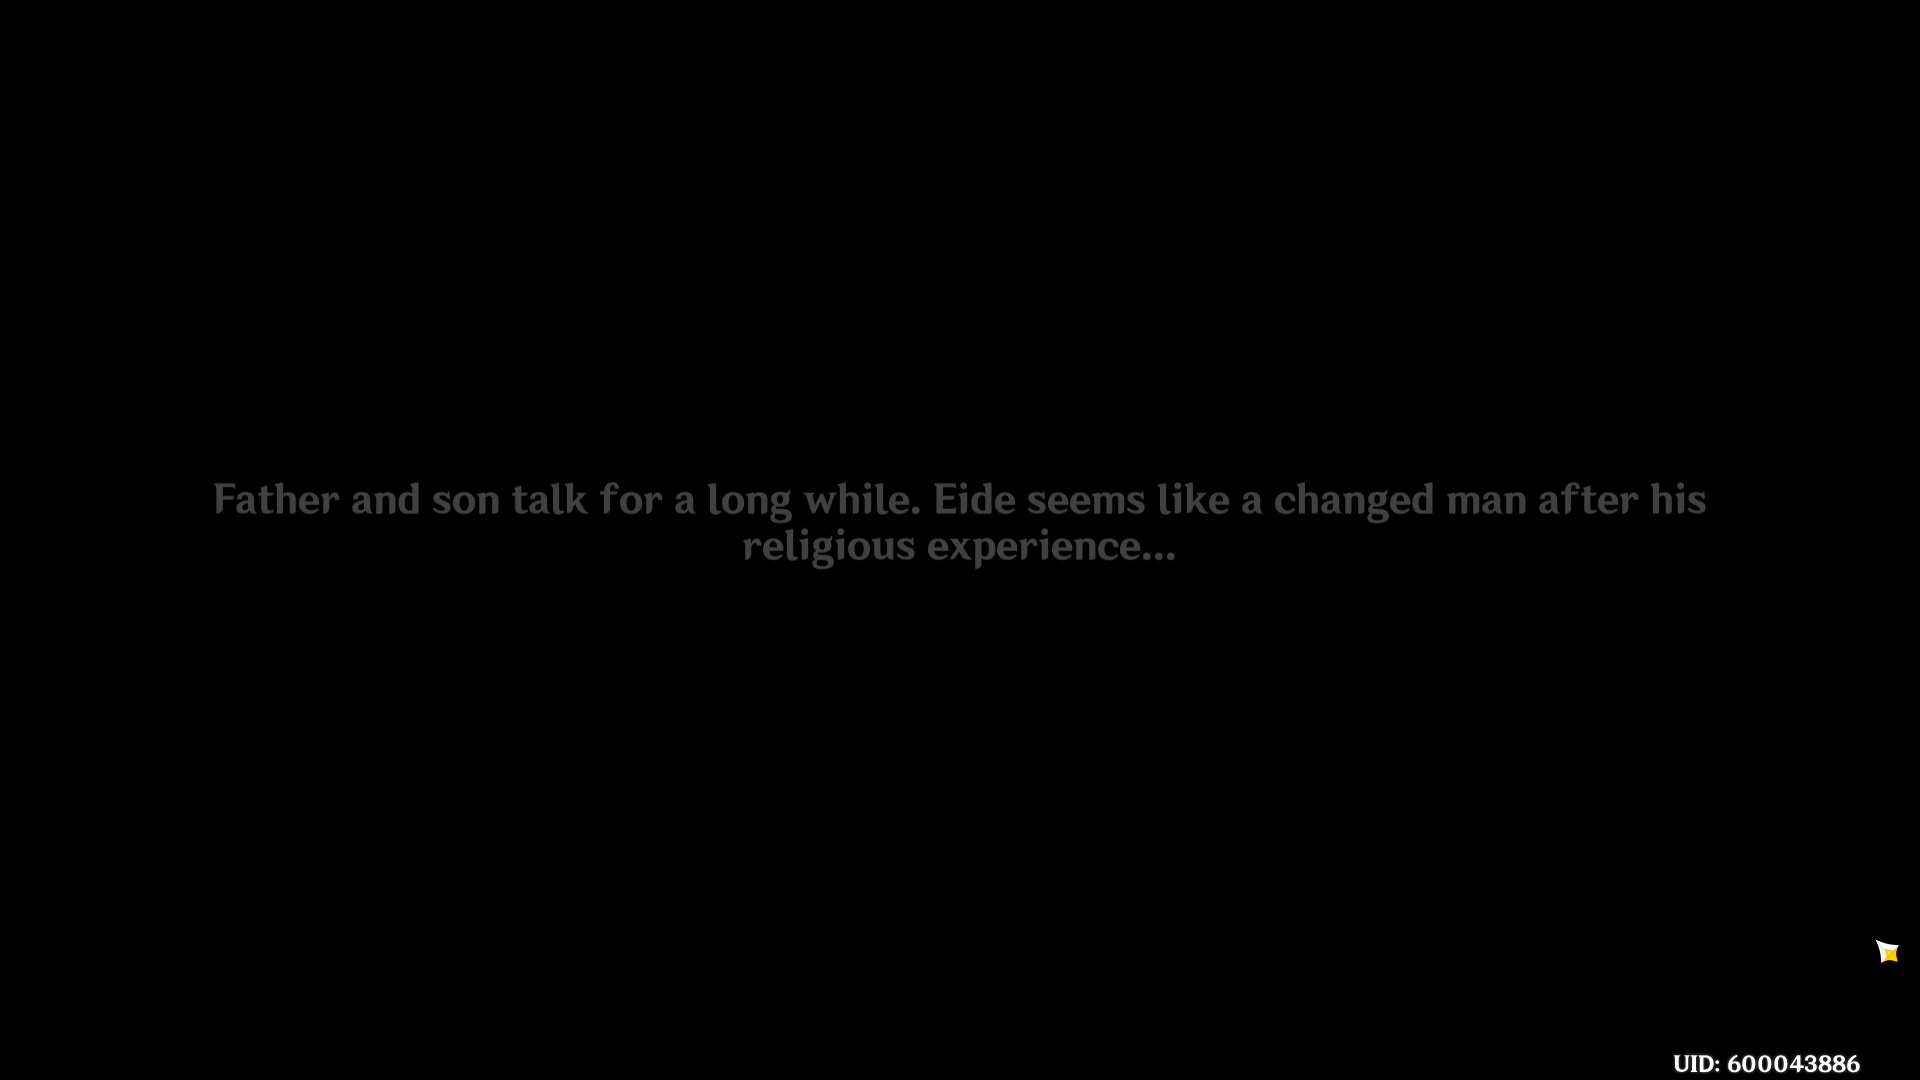 Father and son talk for a long while. Eide seems like a changed man after his
religious experience...
UID: 600043886